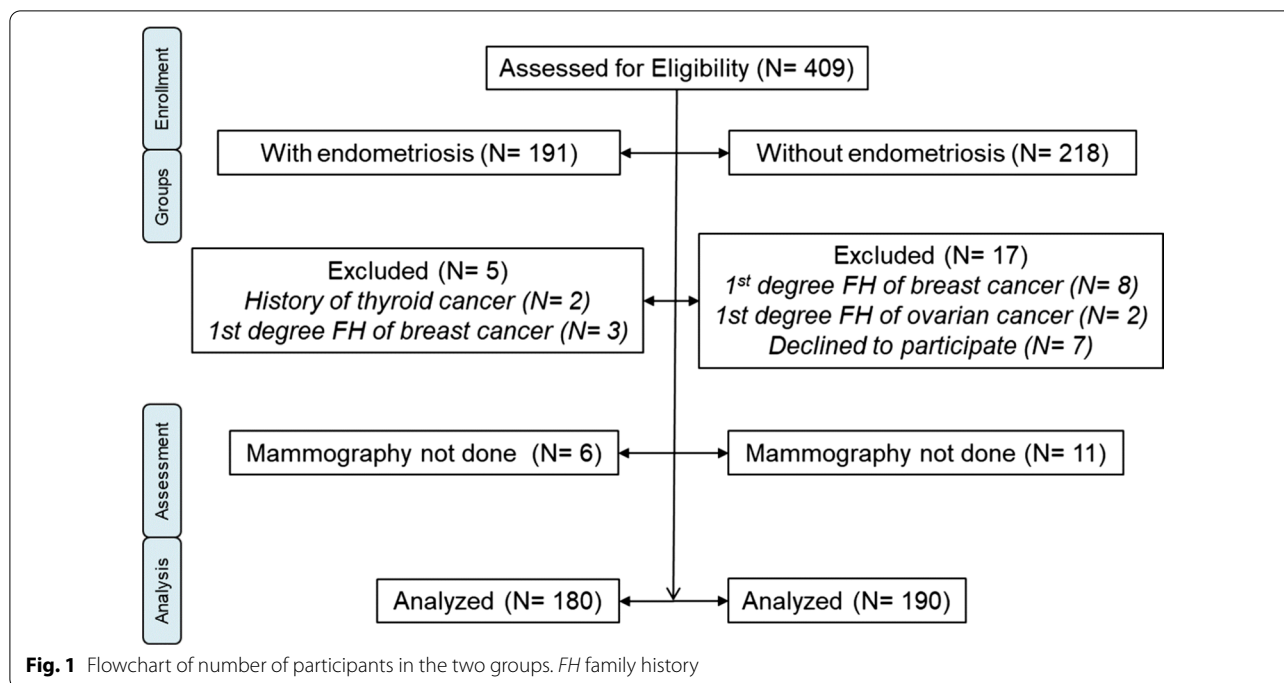 Enrollment
Assessed for Eligibility (N= 409)
With endometriosis (N= 191)
Without endometriosis (N= 218)
Groups
Excluded (N= 5)
History of thyroid cancer (N= 2)
1st degree FH of breast cancer (N= 3)
Excluded (N= 17)
1st degree FH of breast cancer (N= 8)
1st degree FH of ovarian cancer (N= 2)
Declined to participate (N= 7)
Assessment
Mammography not done (N= 6)
Mammography not done (N= 11)
Analysis
Analyzed (N= 180)
Analyzed (N= 190)
Fig. 1 Flowchart of number of participants in the two groups. FH family history